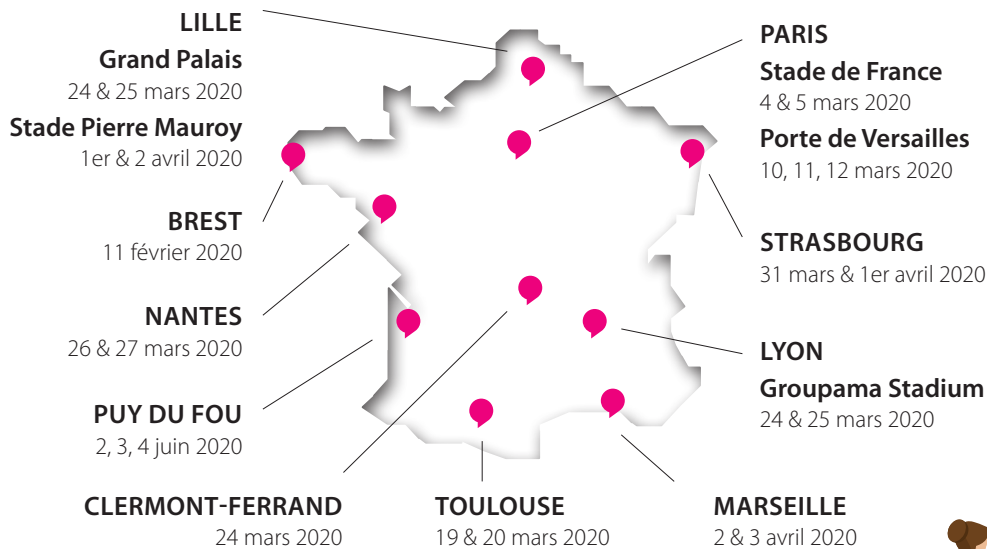 LILLE
Grand Palais
24 & 25 mars 2020
Stade Pierre Mauroy
1er & 2 avril 2020
BREST
11 février 2020
NANTES
26 & 27 mars 2020
PUY DU FOU
2, 3, 4 juin 2020
CLERMONT-FERRAND
24 mars 2020
TOULOUSE
19 & 20 mars 2020
MARSEILLE
2 & 3 avril 2020
PARIS
Stade de France
4 & 5 mars 2020
Porte de Versailles
10, 11, 12 mars 2020
STRASBOURG
31 mars & 1er avril 2020
LYON
Groupama Stadium
24 & 25 mars 2020